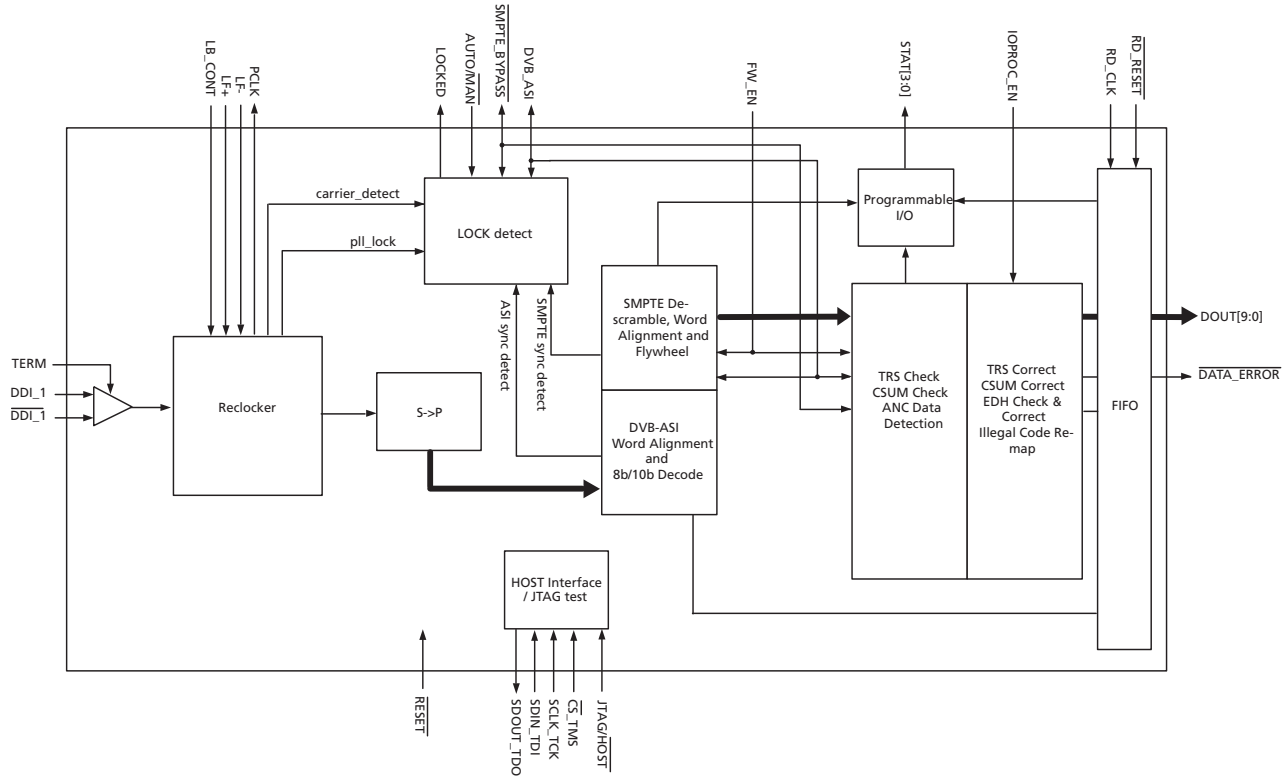 LB_CONT
LF+
LF-
PCLK
LOCKED
AUTO/MAN
SMPTE_BYPASS
DVB_ASI
FW_EN
STAT[3:0]
IOPROC_EN
RD_CLK
RD_RESET
carrier_detect
pll_lock
LOCK detect
Programmable
I/O
ASI sync detect
SMPTE sync detect
SMPTE De-
scramble, Word
Alignment and
Flywheel
DVB-ASI
Word Alignment
and
8b/10b Decode
TERM
DDI_1
DDI_1
Reclocker
S->P
TRS Check
CSUM Check
ANC Data
Detection
TRS Correct
CSUM Correct
EDH Check &
Correct
Illegal Code Re-
map
FIFO
DOUT[9:0]
DATA_ERROR
HOST Interface
/ JTAG test
RESET
SDOUT_TDO
SDIN_TDI
SCLK_TCK
CS_TMS
JTAG/HOST